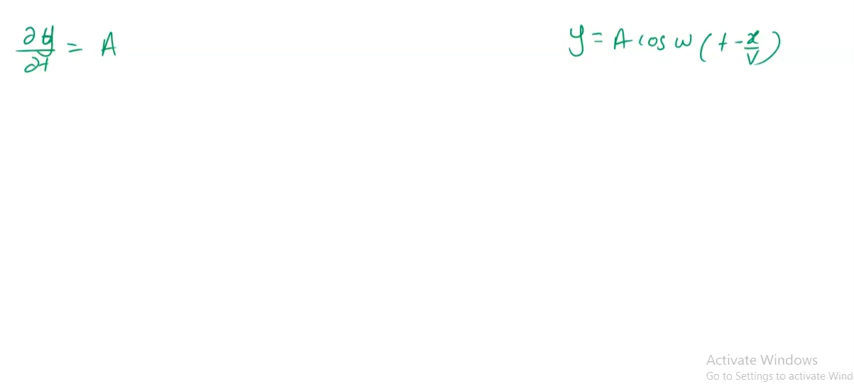 ∂y/∂t = A
y = A cos w (t - x/v)
Activate Windows
Go to Settings to activate Wind